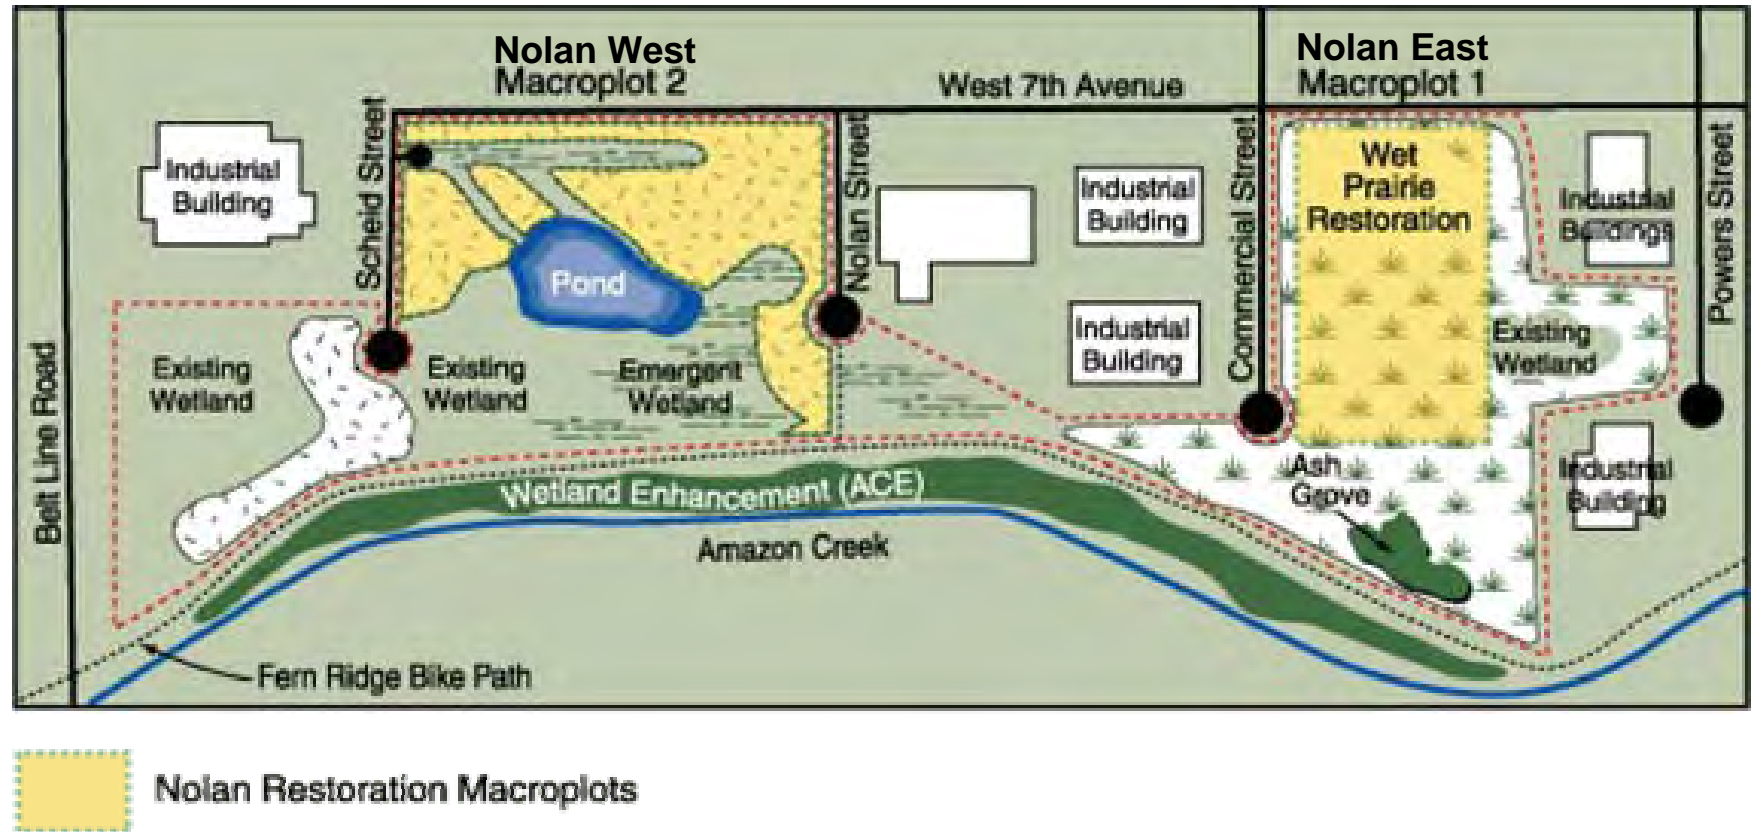 Nolan West
Macroplot 2
West 7th Avenue
Nolan East
Macroplot 1
Industrial
Building
Scheid Street
Pond
Nolan Street
Industrial
Building
Industrial
Building
Commercial Street
Wet
Prairie
Restoration
Industrial
Buildings
Powers Street
Existing
Wetland
Belt Line Road
Existing
Wetland
Existing
Wetland
Emergent
Wetland
Ash
Grove
Industrial
Building
Wetland Enhancement (ACE)
Amazon Creek
Fern Ridge Bike Path
Nolan Restoration Macroplots